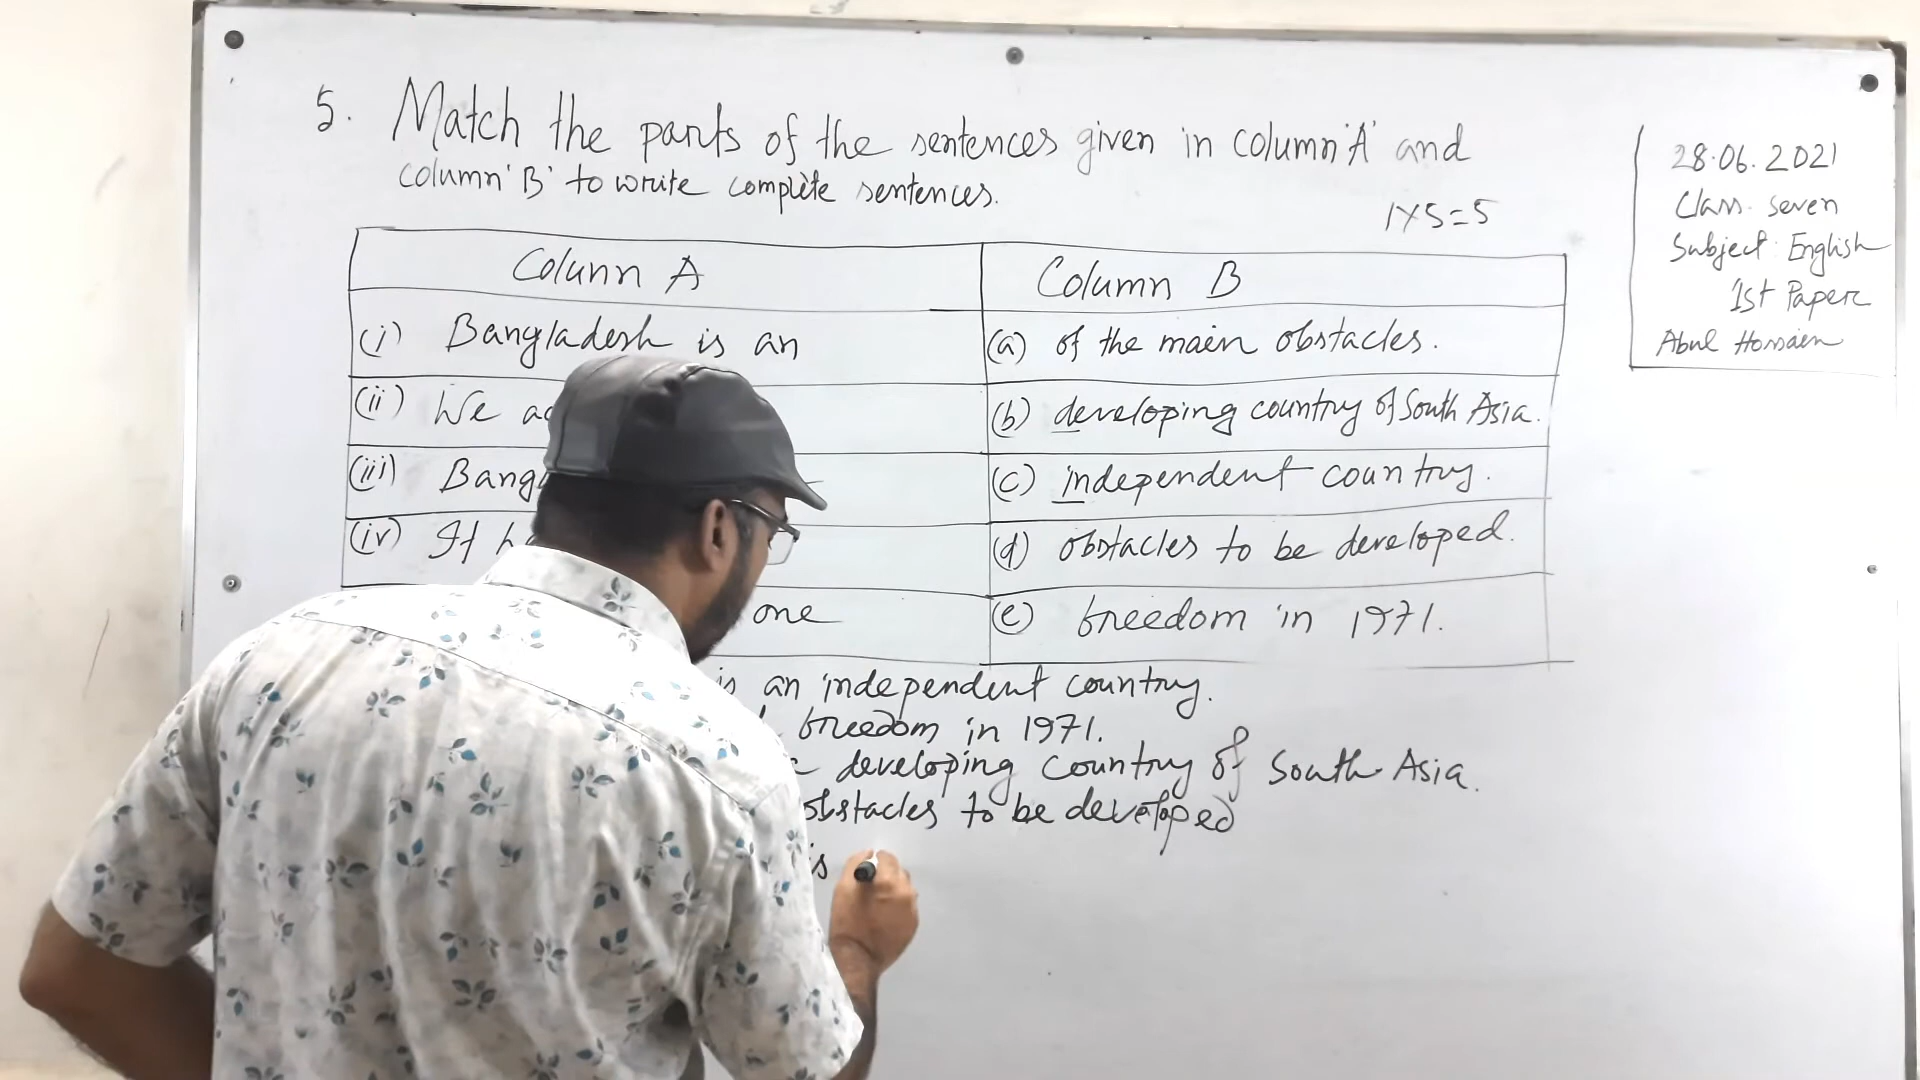 5. Match the parts of the sentences given in column 'A' and
column 'B' to write complete sentences.
1×5=5
Column A
Column B
(i) Bangladesh is an
(a) of the main obstacles.
(ii) We
(b) developing country of South Asia.
(iii)
(c) independent country.
(iv) It
(d) obstacles to be developed.
one
(e) freedom in 1971.
is an independent country.
freedom in 1971.
developing country of South Asia.
obstacles to be developed
is
28.06.2021
Class: Seven
Subject: English
1st Paper
Abul Hossain